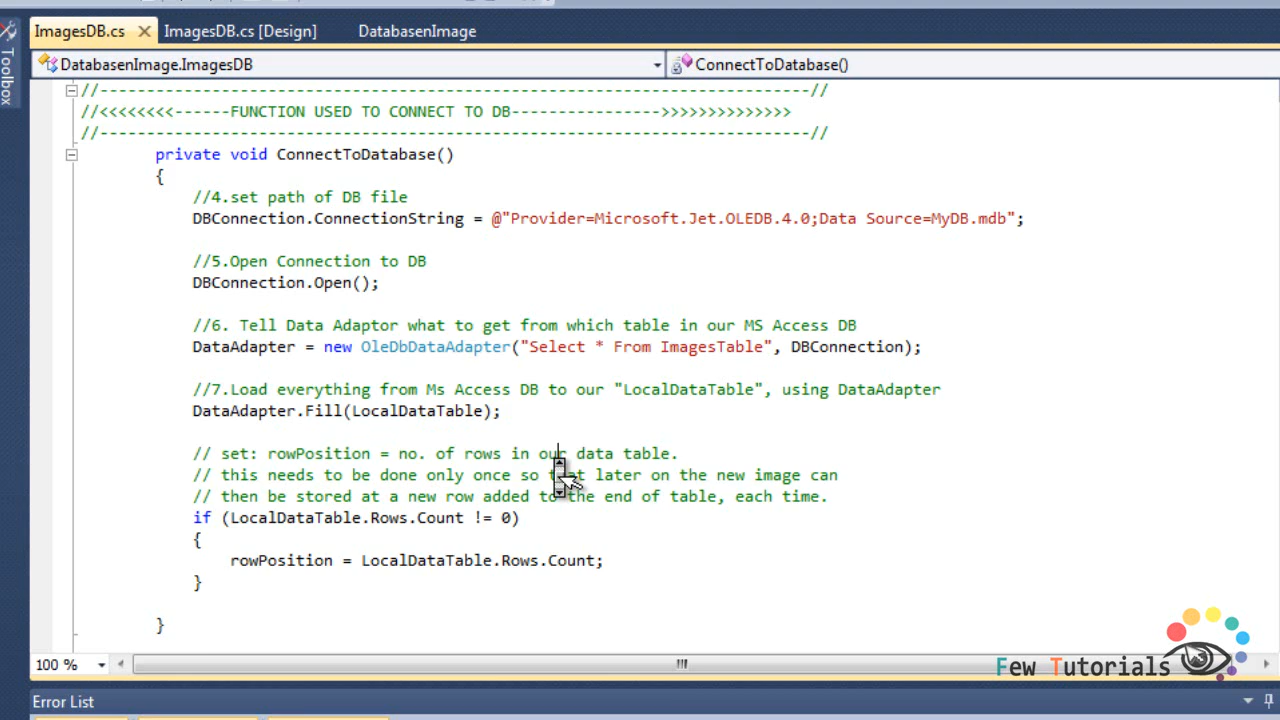 ImagesDB.cs ImagesDB.cs [Design] DatabasenImage
Toolbox
DatabasenImage.ImagesDB ConnectToDatabase()
//----------------------------------------------------------------------------//
//<<<<<<<<------FUNCTION USED TO CONNECT TO DB---------------->>>>>>>>>>>>>>
//----------------------------------------------------------------------------//
private void ConnectToDatabase()
{
//4.set path of DB file
DBConnection.ConnectionString = @"Provider=Microsoft.Jet.OLEDB.4.0;Data Source=MyDB.mdb";
//5.Open Connection to DB
DBConnection.Open();
//6. Tell Data Adaptor what to get from which table in our MS Access DB
DataAdapter = new OleDbDataAdapter("Select * From ImagesTable", DBConnection);
//7.Load everything from Ms Access DB to our "LocalDataTable", using DataAdapter
DataAdapter.Fill(LocalDataTable);
// set: rowPosition = no. of rows in our data table.
// this needs to be done only once so that later on the new image can
// then be stored at a new row added to the end of table, each time.
if (LocalDataTable.Rows.Count != 0)
{
rowPosition = LocalDataTable.Rows.Count;
}
}
100 %
Few Tutorials
Error List